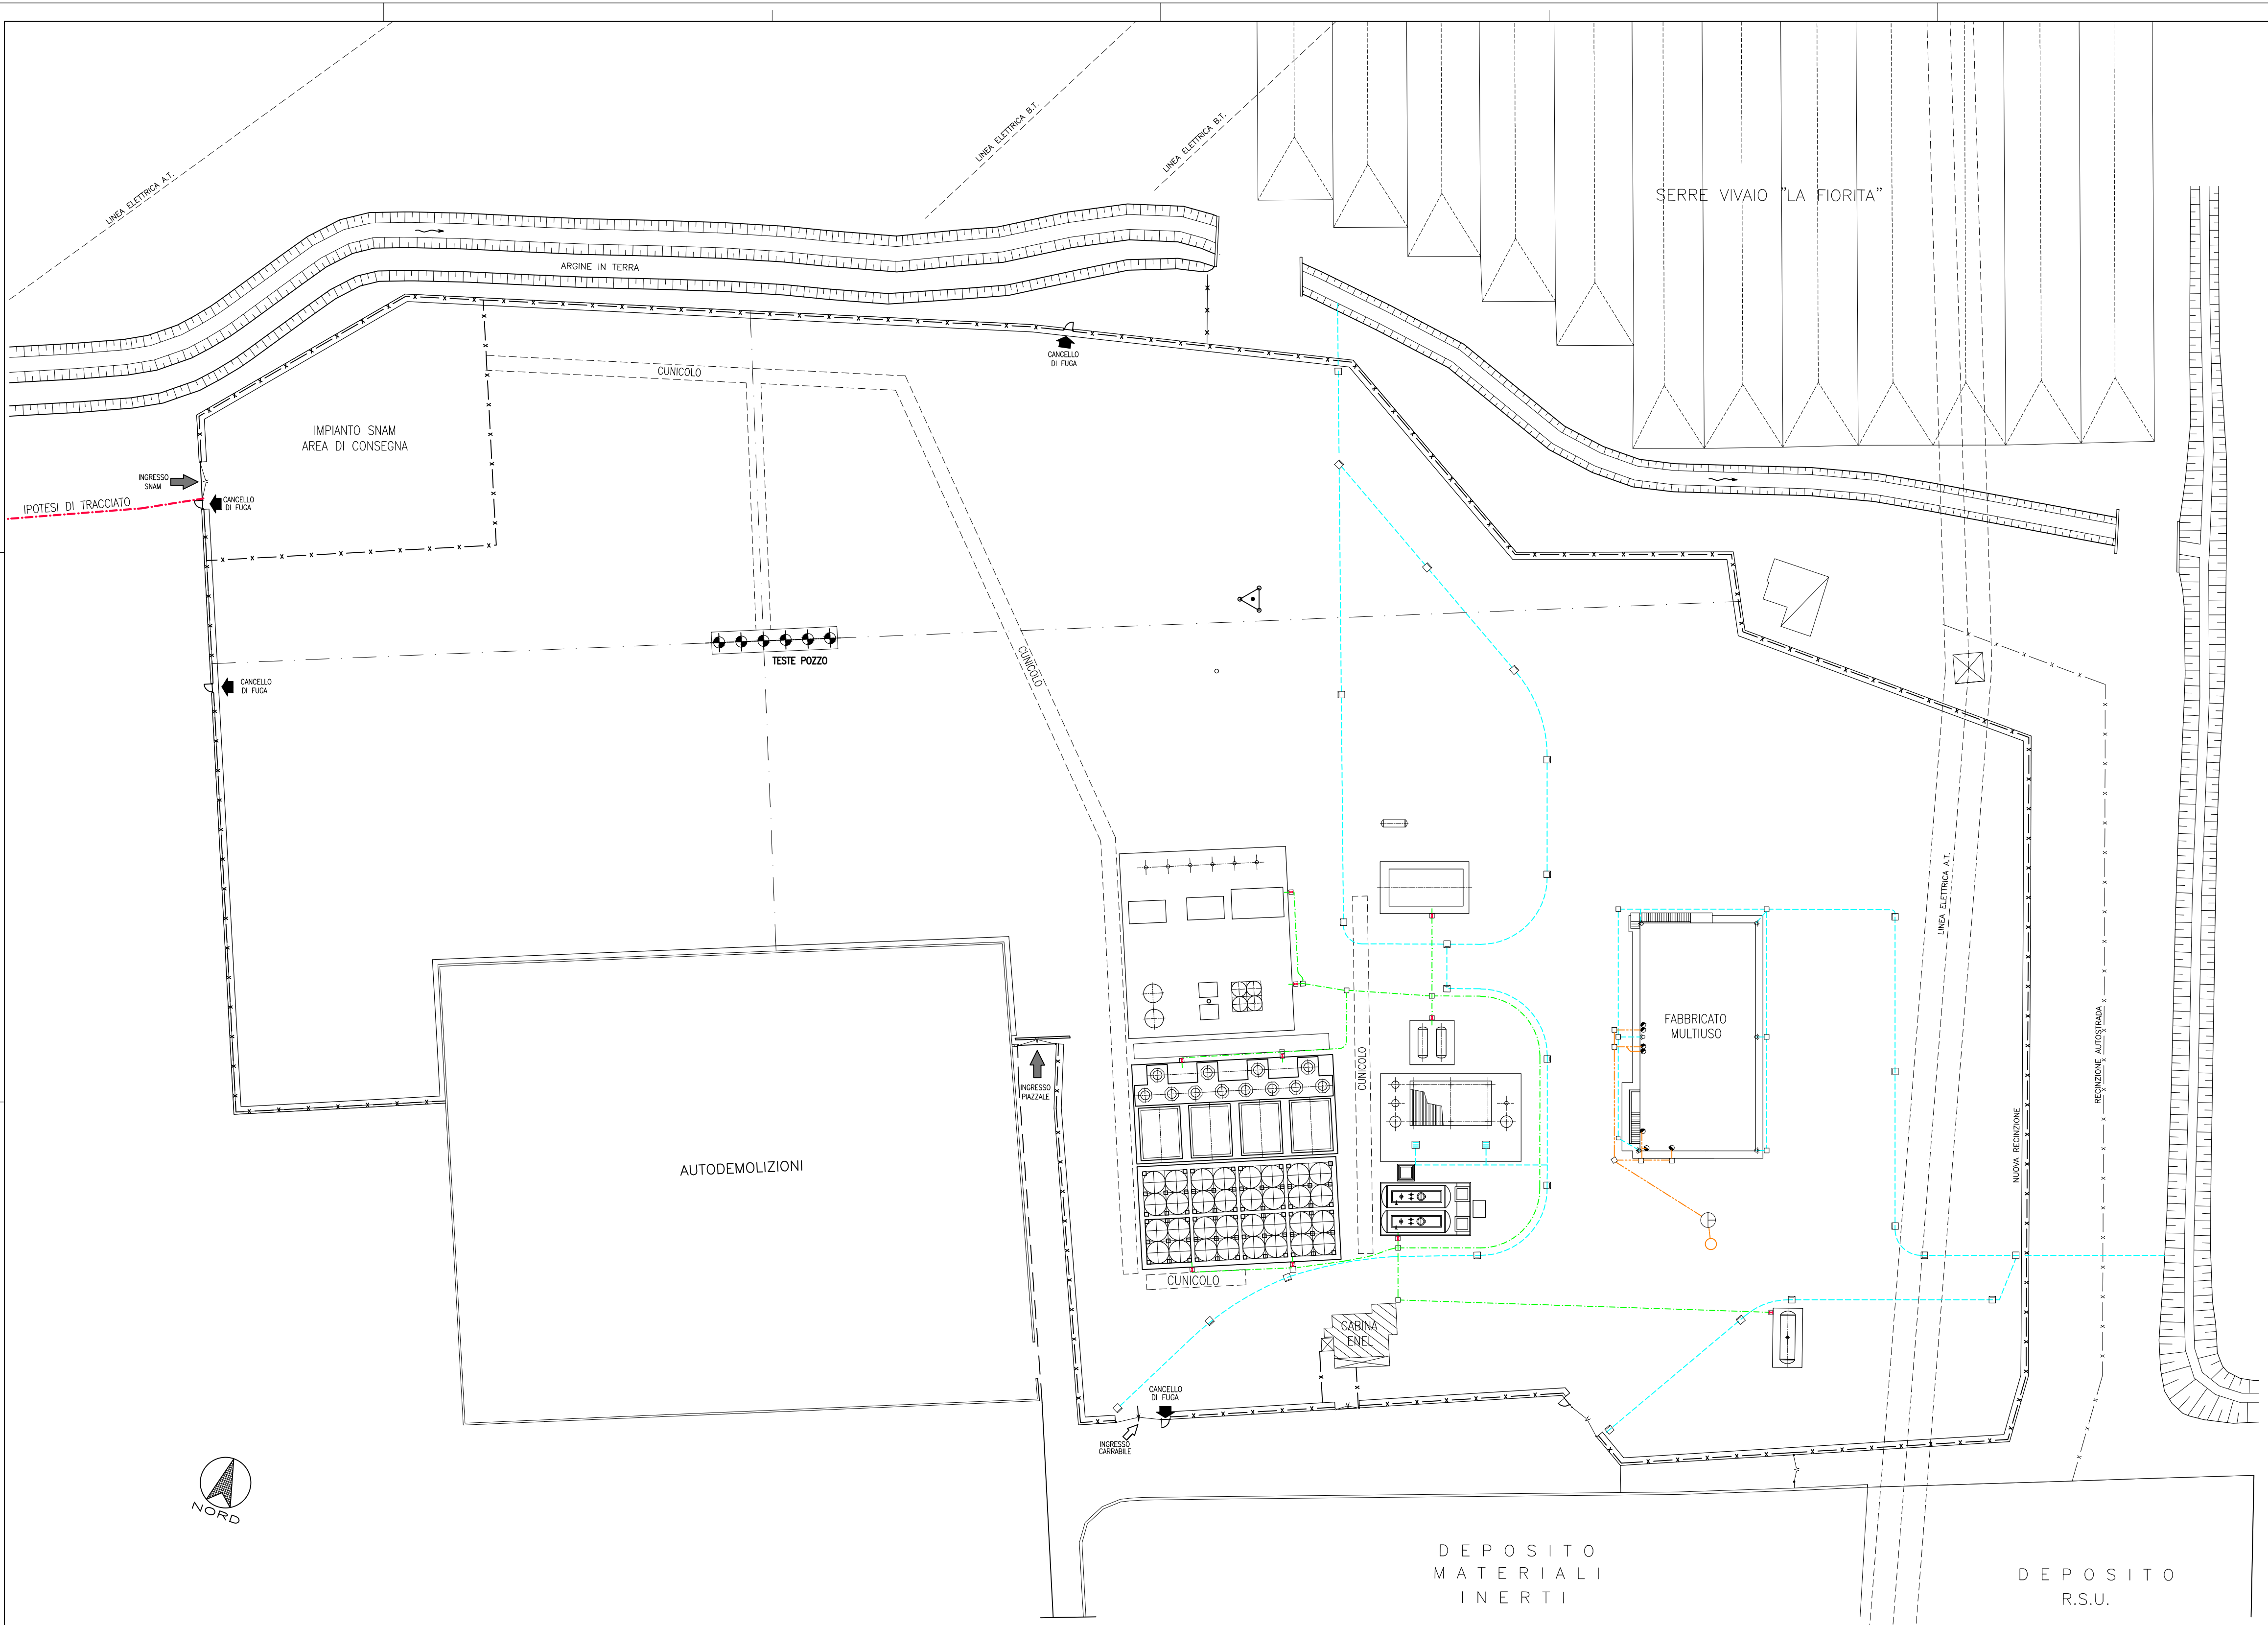 LINEA ELETTRICA A.T.
LINEA ELETTRICA B.T.
LINEA ELETTRICA B.T.
SERRE VIVAIO "LA FIORITA"
ARGINE IN TERRA
CANCELLO
DI FUGA
CUNICOLO
IMPIANTO SNAM
AREA DI CONSEGNA
INGRESSO
SNAM
IPOTESI DI TRACCIATO
CANCELLO
DI FUGA
TESTE POZZO
CUNICOLO
CANCELLO
DI FUGA
LINEA ELETTRICA A.T.
FABBRICATO
MULTIUSO
RECINZIONE AUTOSTRADA
CUNICOLO
INGRESSO
PIAZZALE
NUOVA RECINZIONE
AUTODEMOLIZIONI
CUNICOLO
CABINA
ENEL
CANCELLO
DI FUGA
INGRESSO
CARRABILE
NORD
DEPOSITO
MATERIALI
INERTI
DEPOSITO
R.S.U.